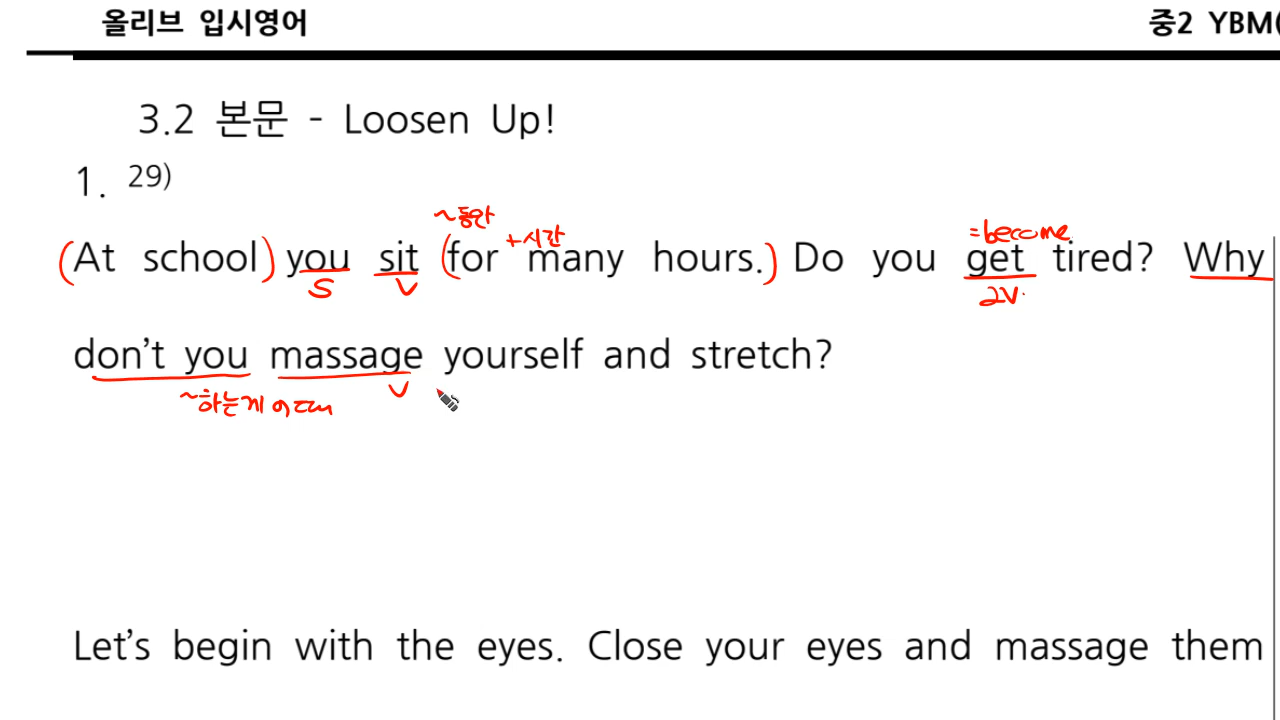 올리브 입시영어 중2 YBM(
3.2 본문 - Loosen Up!
1. 29)
~동안
+시간
=become
(At school) you sit (for many hours.) Do you get tired? Why
S V 2V.
don't you massage yourself and stretch?
~하는게 어때 V
Let's begin with the eyes. Close your eyes and massage them